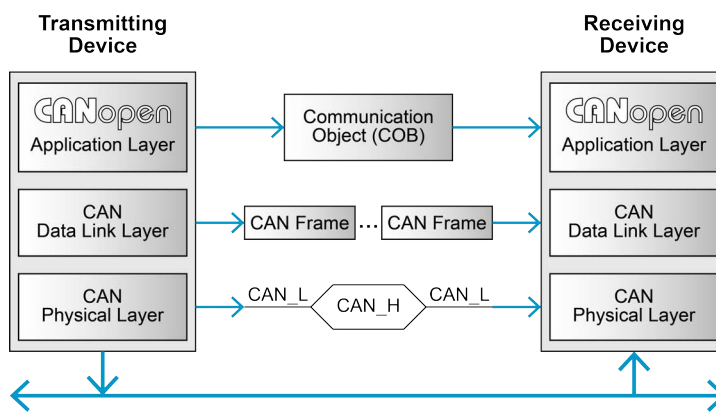 Transmitting
Device
Receiving
Device
CANopen
Application Layer
Communication
Object (COB)
CANopen
Application Layer
CAN
Data Link Layer
CAN Frame
...
CAN Frame
CAN
Data Link Layer
CAN
Physical Layer
CAN_L
CAN_H
CAN_L
CAN
Physical Layer